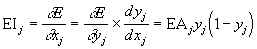 EI_j = ∂E/∂x_j = ∂E/∂y_j × dy_j/dx_j = EA_j y_j (1 − y_j)